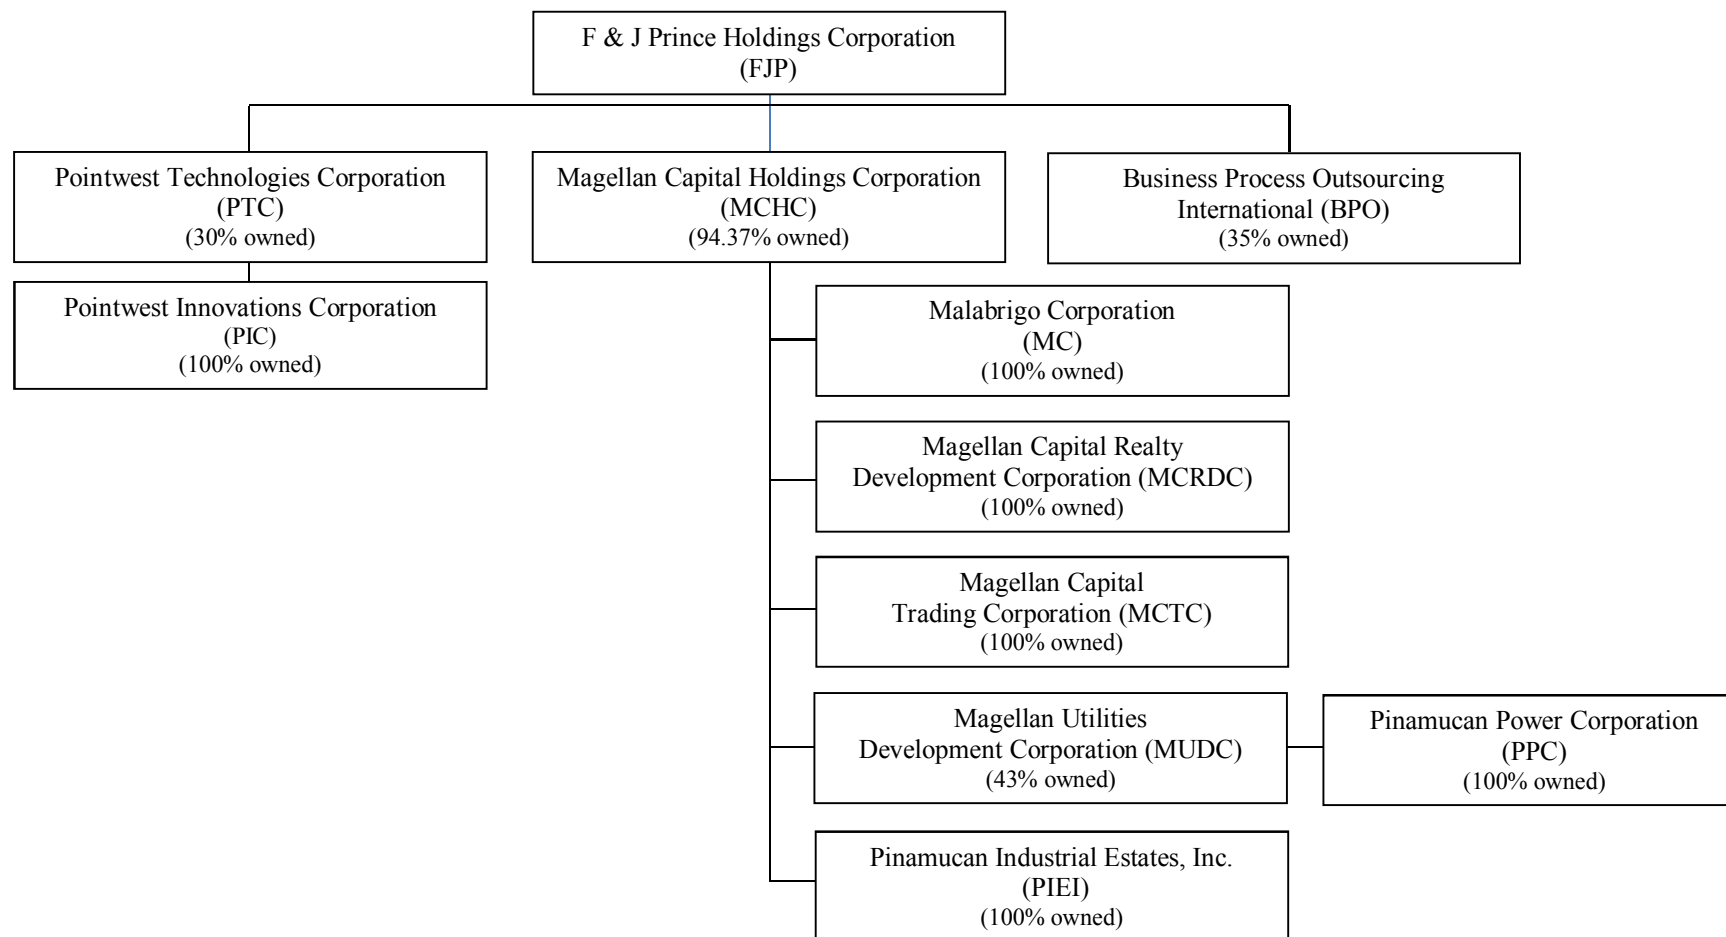 F & J Prince Holdings Corporation
(FJP)
Pointwest Technologies Corporation
(PTC)
(30% owned)
Magellan Capital Holdings Corporation
(MCHC)
(94.37% owned)
Business Process Outsourcing
International (BPO)
(35% owned)
Pointwest Innovations Corporation
(PIC)
(100% owned)
Malabrigo Corporation
(MC)
(100% owned)
Magellan Capital Realty
Development Corporation (MCRDC)
(100% owned)
Magellan Capital
Trading Corporation (MCTC)
(100% owned)
Magellan Utilities
Development Corporation (MUDC)
(43% owned)
Pinamucan Power Corporation
(PPC)
(100% owned)
Pinamucan Industrial Estates, Inc.
(PIEI)
(100% owned)